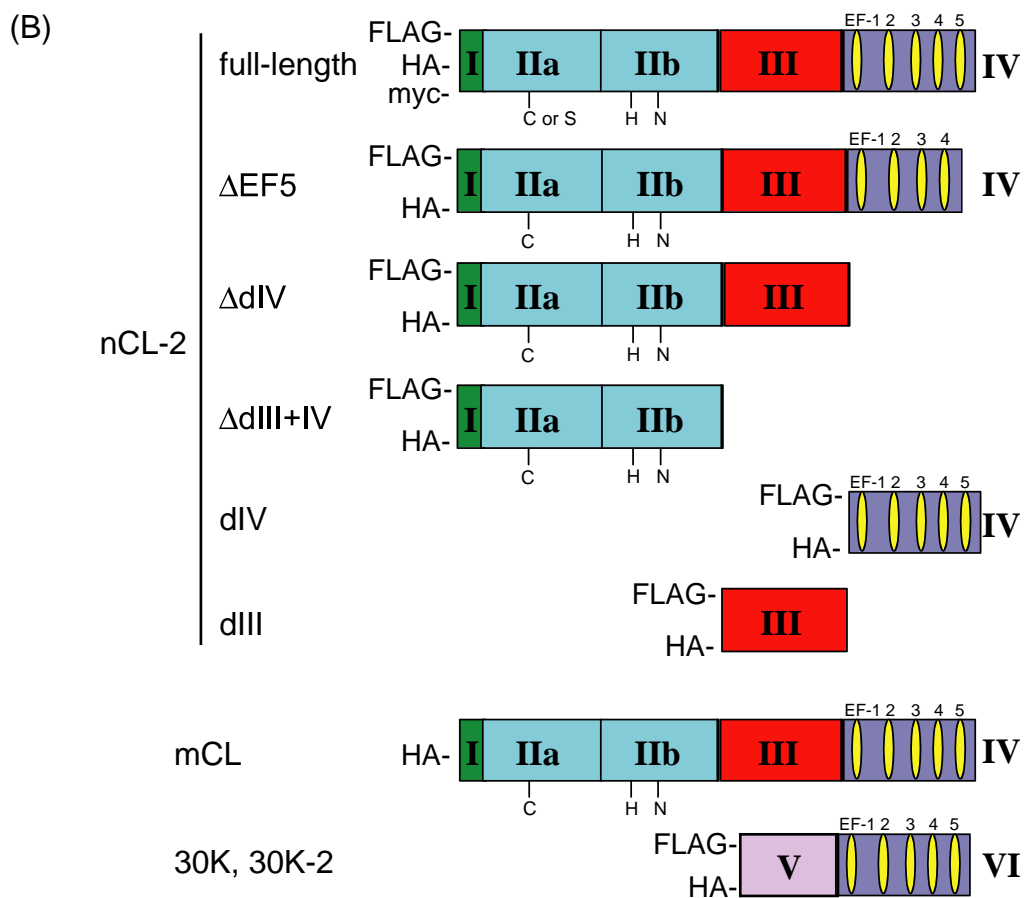 (B)
nCL-2
full-length
FLAG-
HA-
myc-
I IIa IIb III IV
EF-1 2 3 4 5
C or S H N
ΔEF5
FLAG-
HA-
I IIa IIb III IV
EF-1 2 3 4
C H N
ΔdIV
FLAG-
HA-
I IIa IIb III
C H N
ΔdIII+IV
FLAG-
HA-
I IIa IIb
C H N
dIV
FLAG-
HA-
EF-1 2 3 4 5
IV
dIII
FLAG-
HA-
III
mCL
HA-
I IIa IIb III IV
EF-1 2 3 4 5
C H N
30K, 30K-2
FLAG-
HA-
V VI
EF-1 2 3 4 5